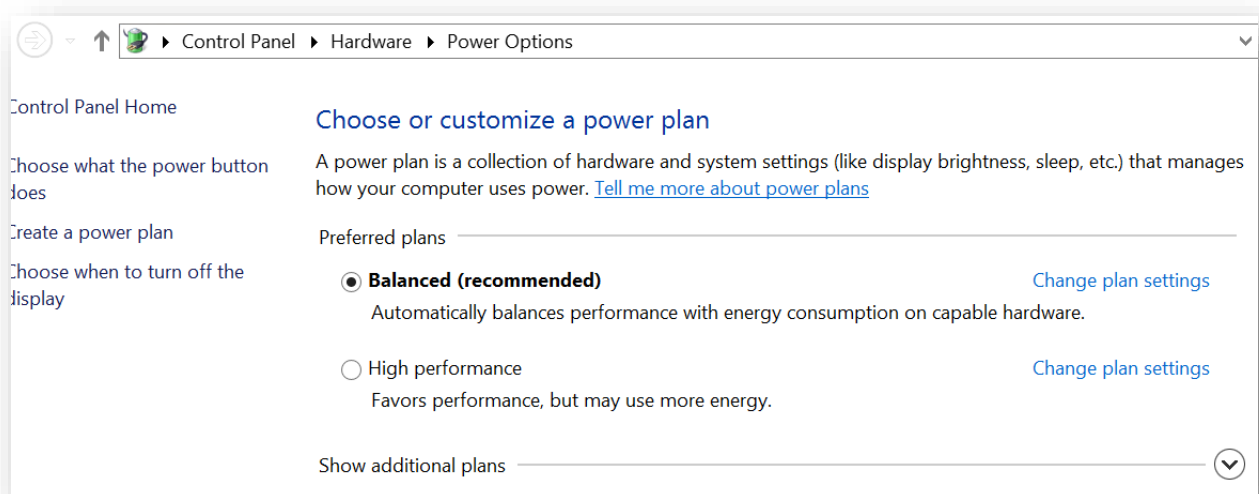 Control Panel Hardware Power Options
Control Panel Home
Choose what the power button
does
Create a power plan
Choose when to turn off the
display
Choose or customize a power plan
A power plan is a collection of hardware and system settings (like display brightness, sleep, etc.) that manages
how your computer uses power. Tell me more about power plans
Preferred plans
Balanced (recommended) Change plan settings
Automatically balances performance with energy consumption on capable hardware.
High performance Change plan settings
Favors performance, but may use more energy.
Show additional plans